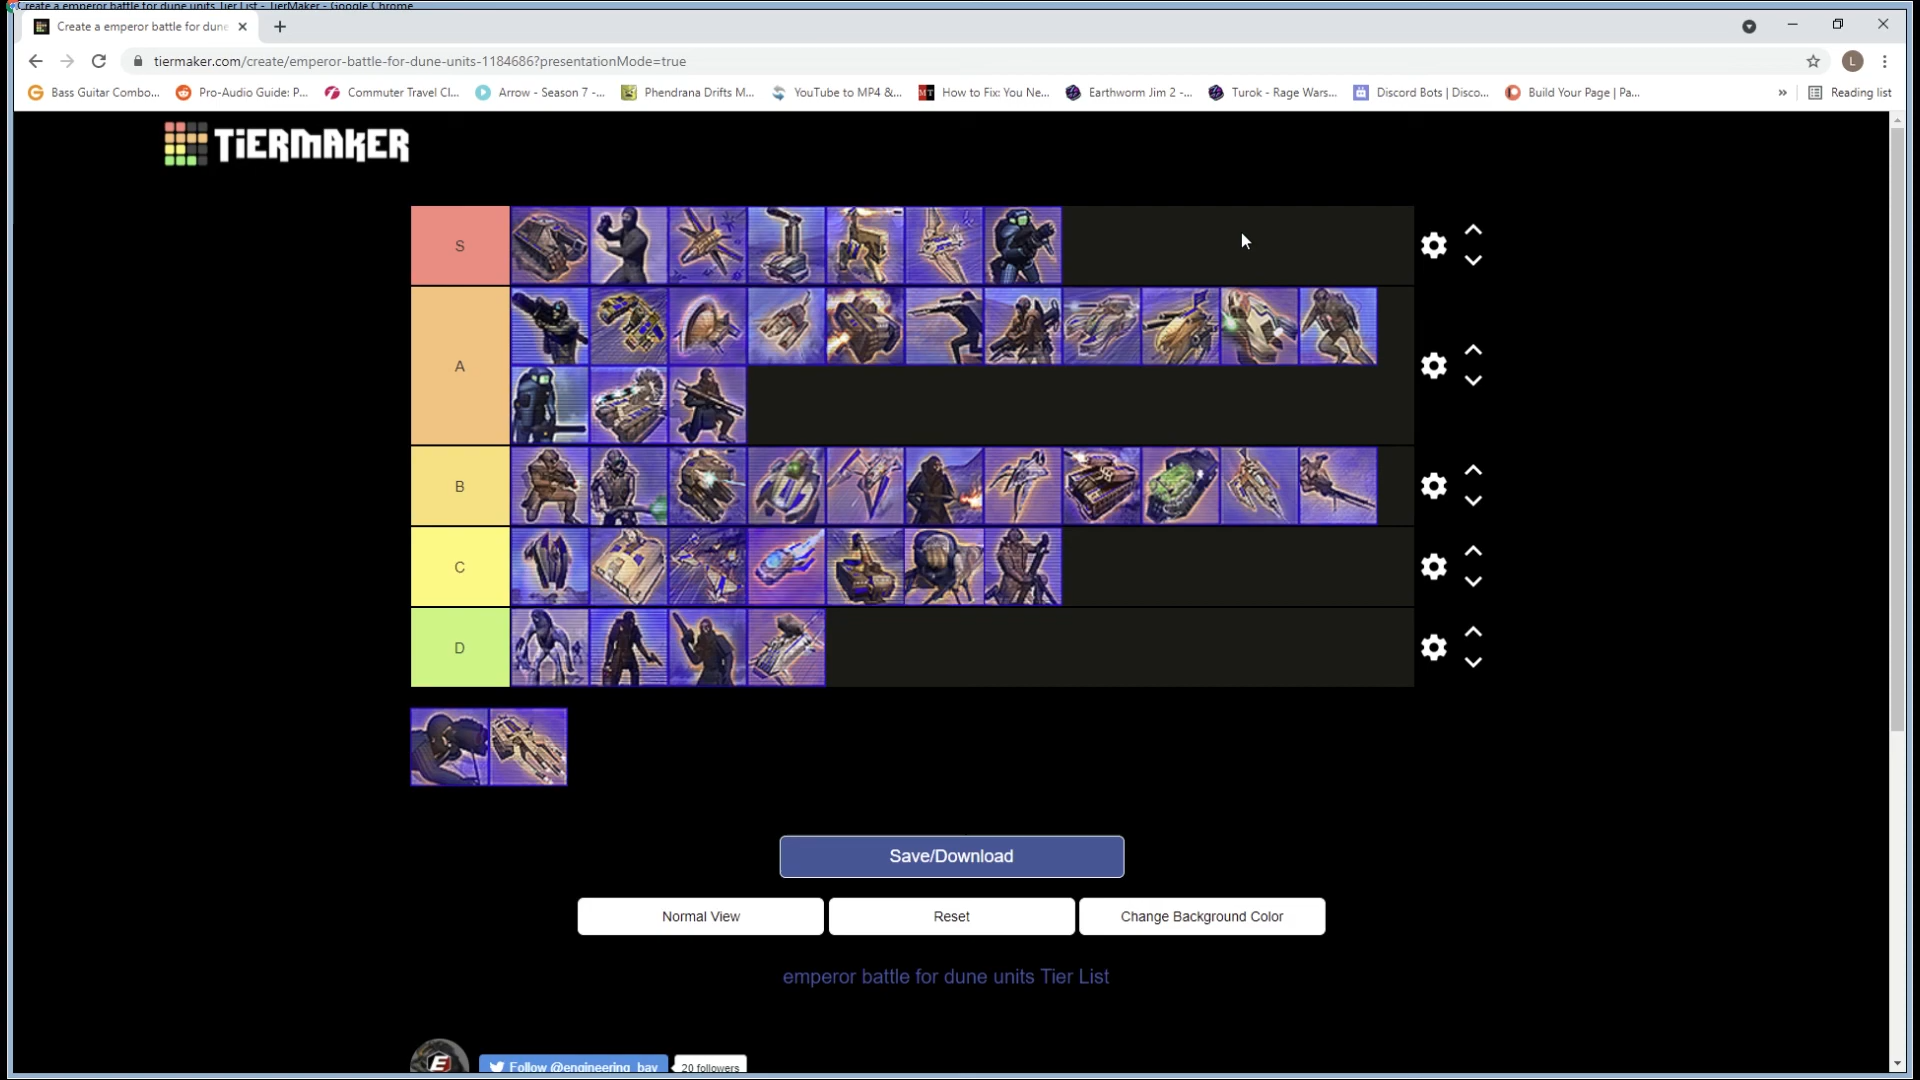 Create a emperor battle for dune units Tier List - TierMaker - Google Chrome
Create a emperor battle for dune
tiermaker.com/create/emperor-battle-for-dune-units-1184686?presentationMode=true
L
Bass Guitar Combo...
Pro-Audio Guide: P...
Commuter Travel Cl...
Arrow - Season 7 -...
Phendrana Drifts M...
YouTube to MP4 &...
How to Fix: You Ne...
Earthworm Jim 2 -...
Turok - Rage Wars...
Discord Bots | Disco...
Build Your Page | Pa...
»
Reading list
TiERMAKER
S
A
B
C
D
Save/Download
Normal View
Reset
Change Background Color
emperor battle for dune units Tier List
E
Follow @engineering_bay
20 followers